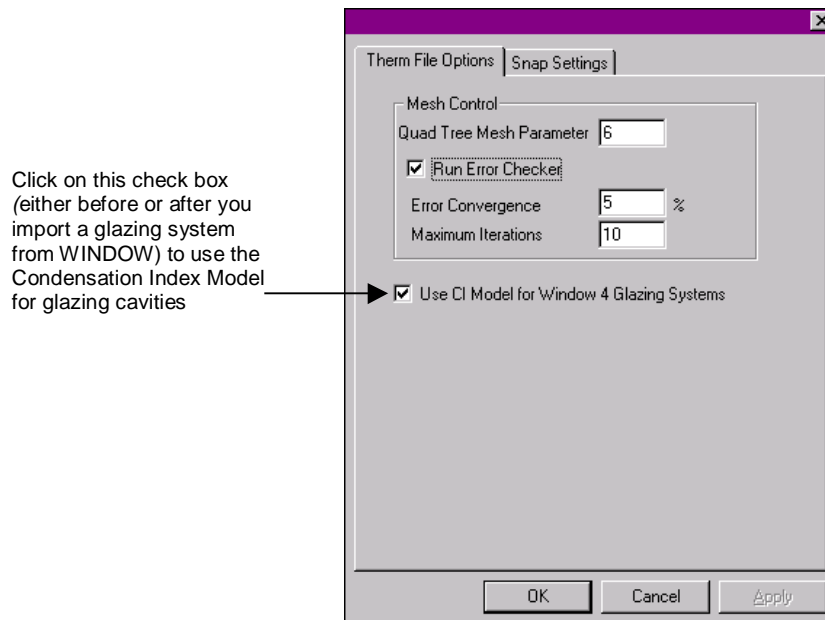 Therm File Options
Snap Settings
Mesh Control
Quad Tree Mesh Parameter 6
Run Error Checker
Error Convergence 5 %
Maximum Iterations 10
Click on this check box
(either before or after you
import a glazing system
from WINDOW) to use the
Condensation Index Model
for glazing cavities
Use CI Model for Window 4 Glazing Systems
OK
Cancel
Apply